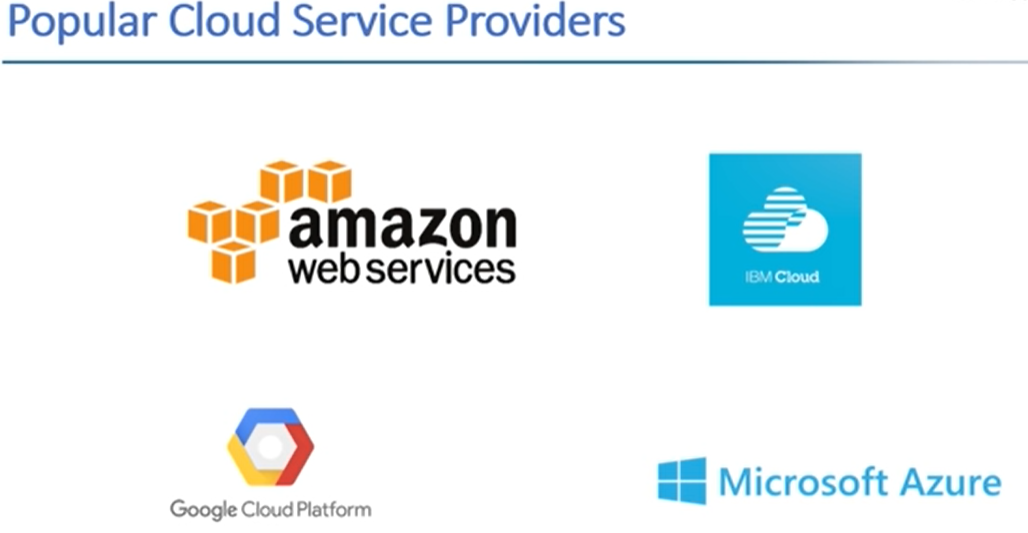 Popular Cloud Service Providers
amazon
web services
IBM Cloud
Google Cloud Platform
Microsoft Azure